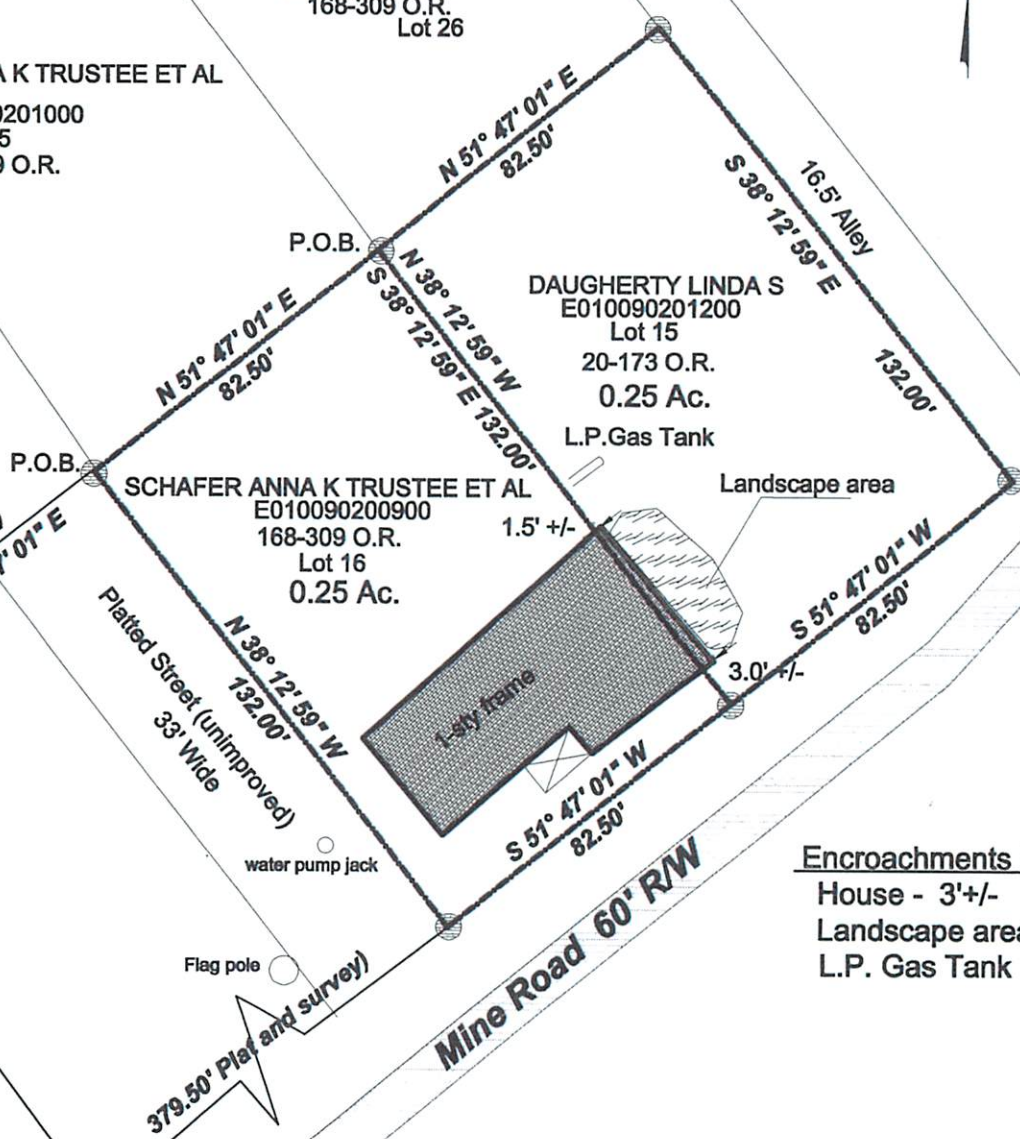 168-309 O.R.
Lot 26
A K TRUSTEE ET AL
0201000
5
9 O.R.
N 51° 47' 01" E
82.50'
16.5' Alley
S 38° 12' 59" E
132.00'
P.O.B.
N 38° 12' 59" W
S 38° 12' 59" E 132.00'
DAUGHERTY LINDA S
E010090201200
Lot 15
20-173 O.R.
0.25 Ac.
L.P.Gas Tank
N 51° 47' 01" E
82.50'
P.O.B.
' 01" E
SCHAFER ANNA K TRUSTEE ET AL
E010090200900
168-309 O.R.
Lot 16
0.25 Ac.
1.5' +/-
Landscape area
S 51° 47' 01" W
82.50'
3.0' +/-
Platted Street (unimproved)
33' Wide
N 38° 12' 59" W
132.00'
1-sty frame
S 51° 47' 01" W
82.50'
water pump jack
Flag pole
Mine Road 60' R/W
379.50' Plat and survey)
Encroachments
House - 3'+/-
Landscape area
L.P. Gas Tank